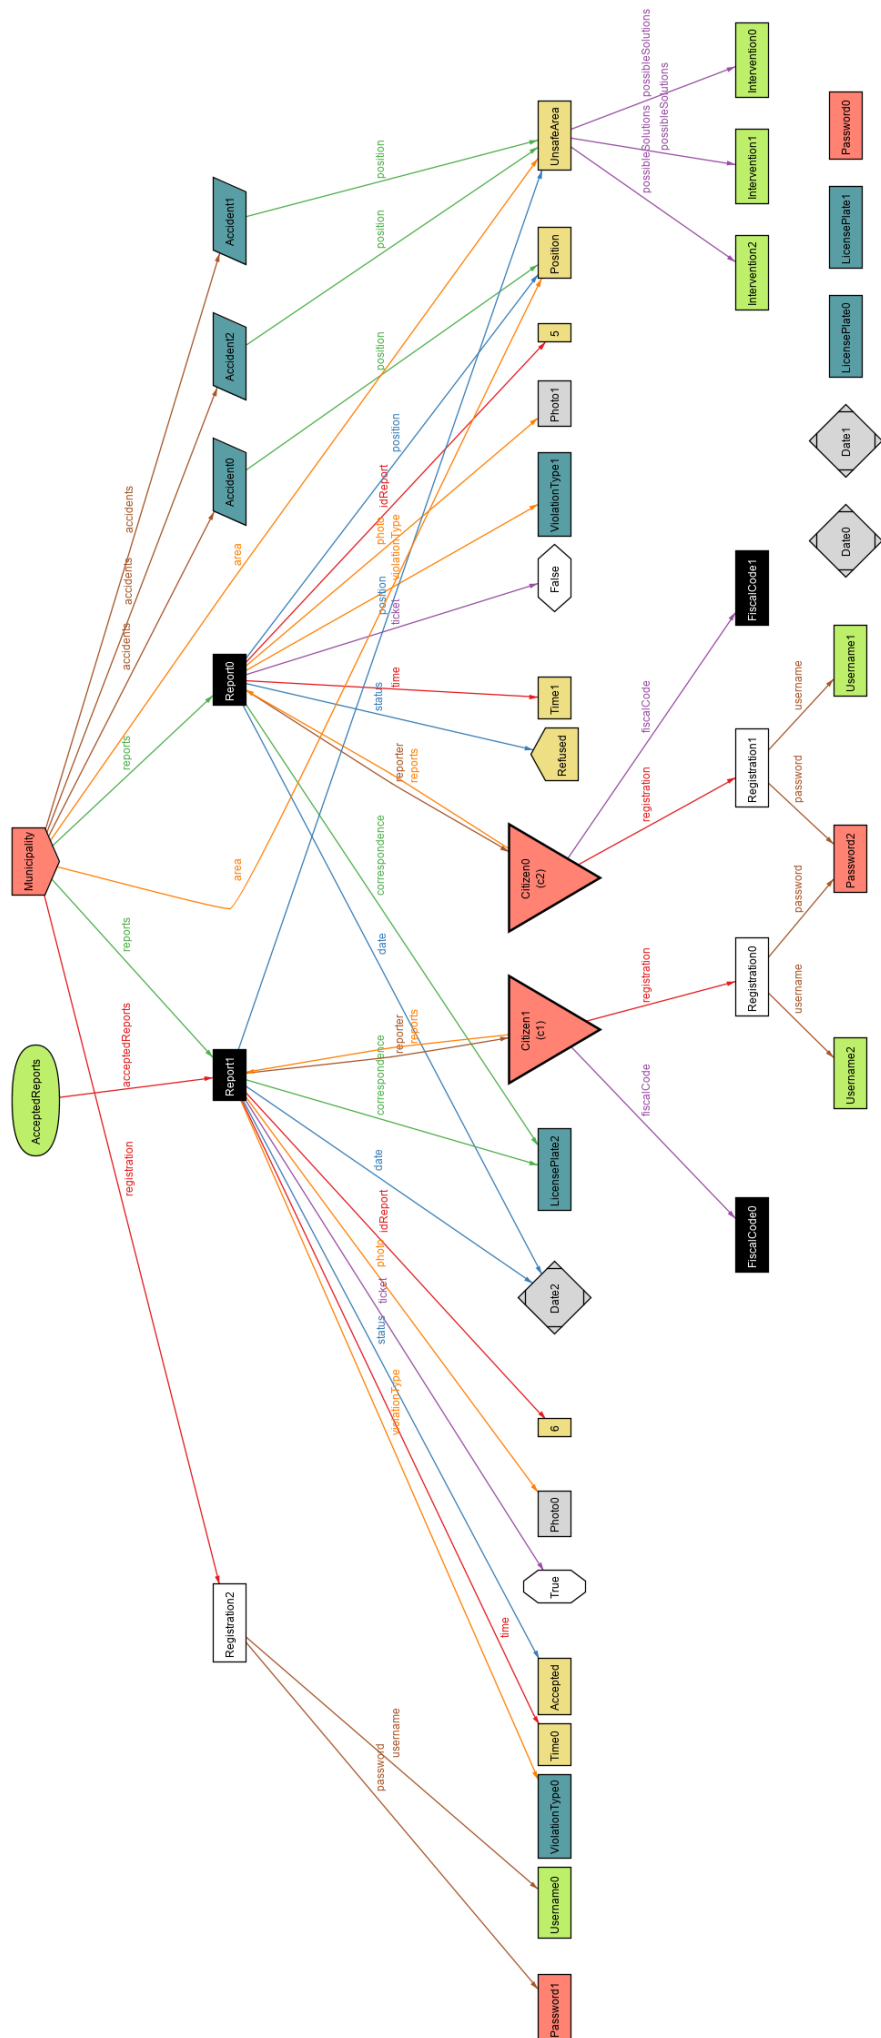 Municipality
AcceptedReports
accidents
accidents
accidents
area
reports
area
reports
acceptedReports
registration
Accident1
Accident2
Accident0
Report0
Report1
Registration2
position
position
position
position
idReport
photo
violationType
position
ticket
time
status
reporter
reports
correspondence
date
reporter
reports
correspondence
date
idReport
photo
ticket
status
violationType
time
username
password
UnsafeArea
Position
5
Photo1
ViolationType1
False
Time1
Refused
Citizen0
(c2)
Citizen1
(c1)
LicensePlate2
Date2
6
Photo0
True
Accepted
Time0
ViolationType0
Username0
Password1
possibleSolutions
possibleSolutions
possibleSolutions
fiscalCode
registration
registration
fiscalCode
Intervention0
Intervention1
Intervention2
FiscalCode1
Registration1
Registration0
FiscalCode0
username
password
password
username
Password0
LicensePlate1
LicensePlate0
Date1
Date0
Username1
Password2
Username2